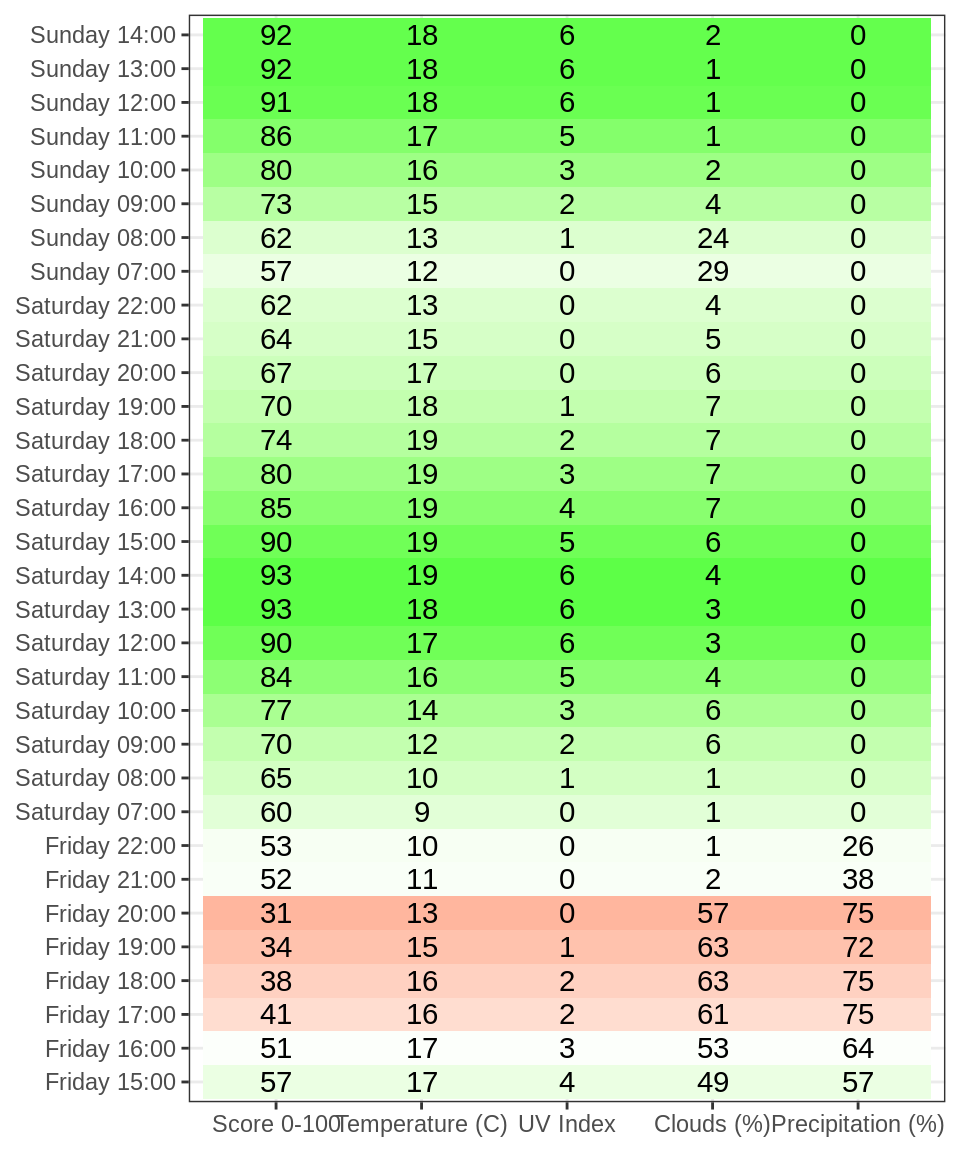 Sunday 14:00 92 18 6 2 0
Sunday 13:00 92 18 6 1 0
Sunday 12:00 91 18 6 1 0
Sunday 11:00 86 17 5 1 0
Sunday 10:00 80 16 3 2 0
Sunday 09:00 73 15 2 4 0
Sunday 08:00 62 13 1 24 0
Sunday 07:00 57 12 0 29 0
Saturday 22:00 62 13 0 4 0
Saturday 21:00 64 15 0 5 0
Saturday 20:00 67 17 0 6 0
Saturday 19:00 70 18 1 7 0
Saturday 18:00 74 19 2 7 0
Saturday 17:00 80 19 3 7 0
Saturday 16:00 85 19 4 7 0
Saturday 15:00 90 19 5 6 0
Saturday 14:00 93 19 6 4 0
Saturday 13:00 93 18 6 3 0
Saturday 12:00 90 17 6 3 0
Saturday 11:00 84 16 5 4 0
Saturday 10:00 77 14 3 6 0
Saturday 09:00 70 12 2 6 0
Saturday 08:00 65 10 1 1 0
Saturday 07:00 60 9 0 1 0
Friday 22:00 53 10 0 1 26
Friday 21:00 52 11 0 2 38
Friday 20:00 31 13 0 57 75
Friday 19:00 34 15 1 63 72
Friday 18:00 38 16 2 63 75
Friday 17:00 41 16 2 61 75
Friday 16:00 51 17 3 53 64
Friday 15:00 57 17 4 49 57
Score 0-100 Temperature (C) UV Index Clouds (%) Precipitation (%)